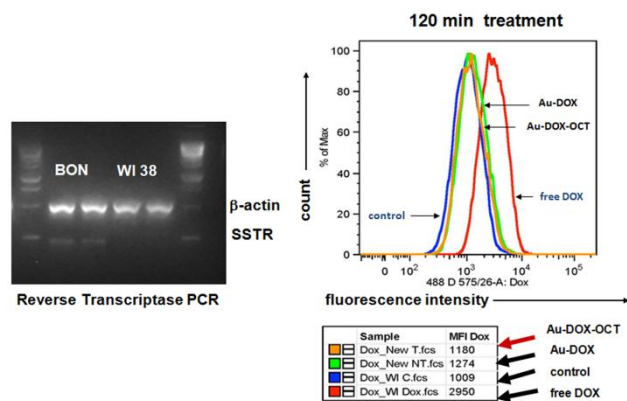 120 min treatment
BON WI 38
β-actin
SSTR
Reverse Transcriptase PCR
count
% of Max
100
80
60
40
20
0
Au-DOX
Au-DOX-OCT
free DOX
control
0 10² 10³ 10⁴ 10⁵
488 D 575/26-A: Dox
fluorescence intensity
Sample MFI Dox
Dox_New T.fcs 1180
Dox_New NT.fcs 1274
Dox_WI C.fcs 1009
Dox_WI Dox.fcs 2950
Au-DOX-OCT
Au-DOX
control
free DOX